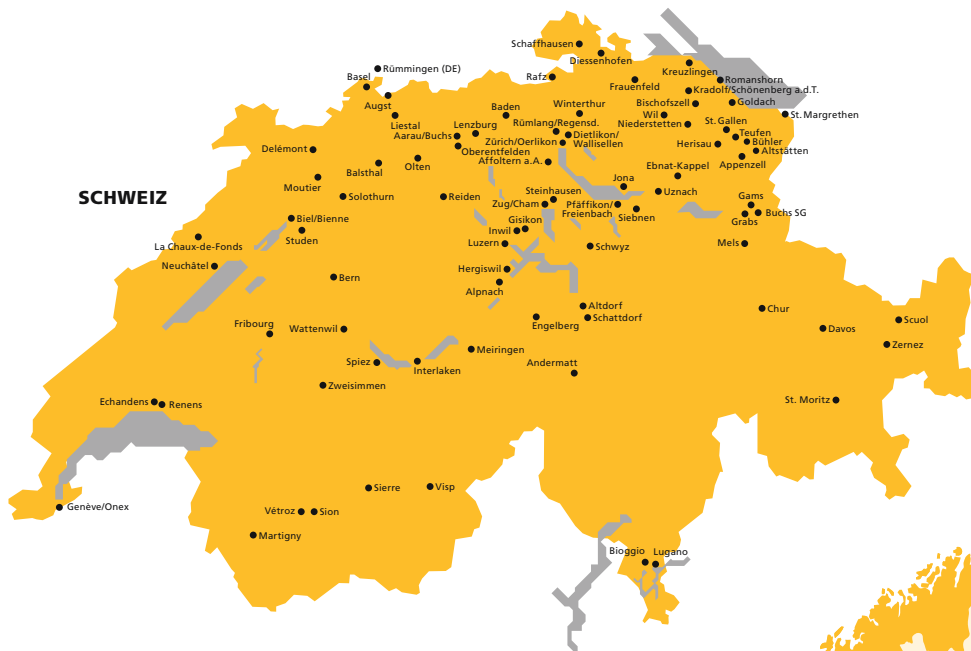 Schaffhausen
Diessenhofen
Rümmingen (DE)
Basel
Rafz
Kreuzlingen
Romanshorn
Frauenfeld
Kradolf/Schönenberg a.d.T.
Augst
Baden
Winterthur
Bischofszell
Goldach
Liestal
Lenzburg
Rümlang/Regensd.
Wil
St. Margrethen
Niederstetten
St. Gallen
Aarau/Buchs
Dietlikon/
Wallisellen
Teufen
Zürich/Oerlikon
Herisau
Bühler
Delémont
Oberentfelden
Altstätten
Olten
Affoltern a.A.
Appenzell
Balsthal
Ebnat-Kappel
Moutier
Jona
SCHWEIZ
Solothurn
Reiden
Steinhausen
Uznach
Zug/Cham
Pfäffikon/
Freienbach
Siebnen
Gams
Grabs
Buchs SG
Biel/Bienne
Gisikon
Inwil
Studen
La Chaux-de-Fonds
Luzern
Schwyz
Mels
Neuchâtel
Hergiswil
Bern
Alpnach
Altdorf
Chur
Schattdorf
Engelberg
Scuol
Fribourg
Wattenwil
Davos
Zernez
Meiringen
Spiez
Interlaken
Andermatt
Zweisimmen
St. Moritz
Echandens
Renens
Sierre
Visp
Genève/Onex
Vétroz
Sion
Martigny
Bioggio
Lugano